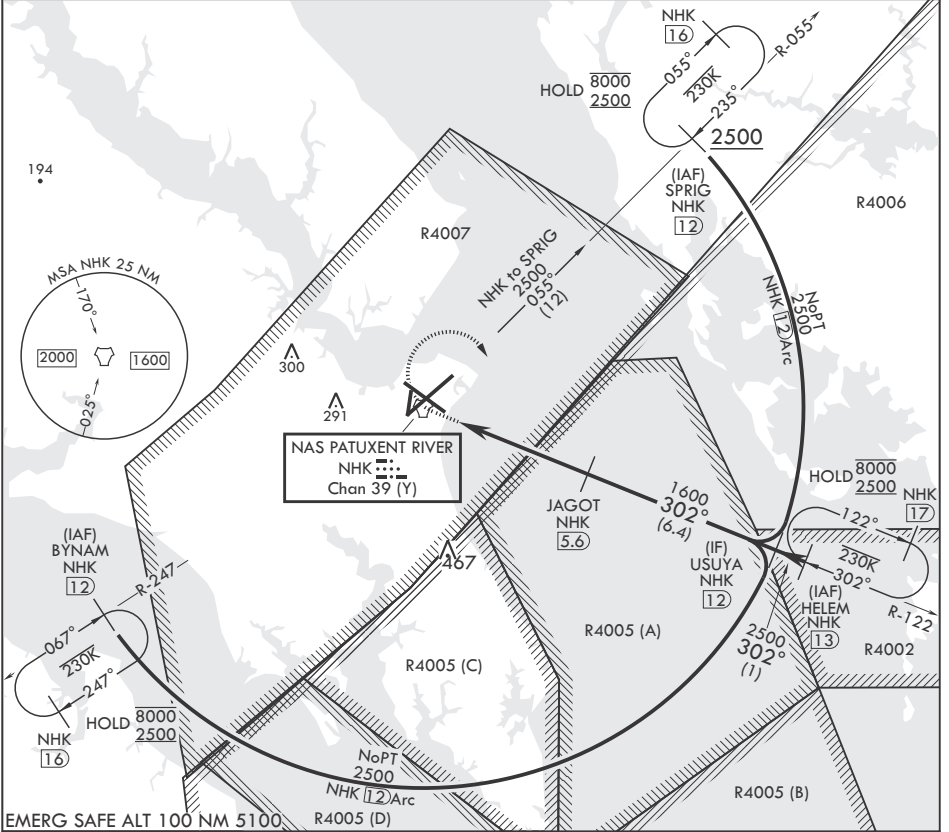 NHK
16
R-055
HOLD 8000
2500
055°
230K
235°
2500
(IAF)
SPRIG
NHK
12
194
R4007
R4006
NHK to SPRIG
2500
055°
(12)
NoPT
2500
NHK 12 Arc
MSA NHK 25 NM
170°
2000
1600
025°
300
291
NAS PATUXENT RIVER
NHK
Chan 39 (Y)
HOLD 8000
2500
NHK
17
122°
230K
302°
R-122
1600
302°
(6.4)
JAGOT
NHK
5.6
(IF)
USUYA
NHK
12
(IAF)
HELEM
NHK
13
467
(IAF)
BYNAM
NHK
12
R-247
067°
230K
247°
HOLD 8000
2500
NHK
16
R4005 (A)
R4005 (C)
2500
302°
(1)
R4002
NoPT
2500
NHK 12 Arc
R4005 (B)
R4005 (D)
EMERG SAFE ALT 100 NM 5100